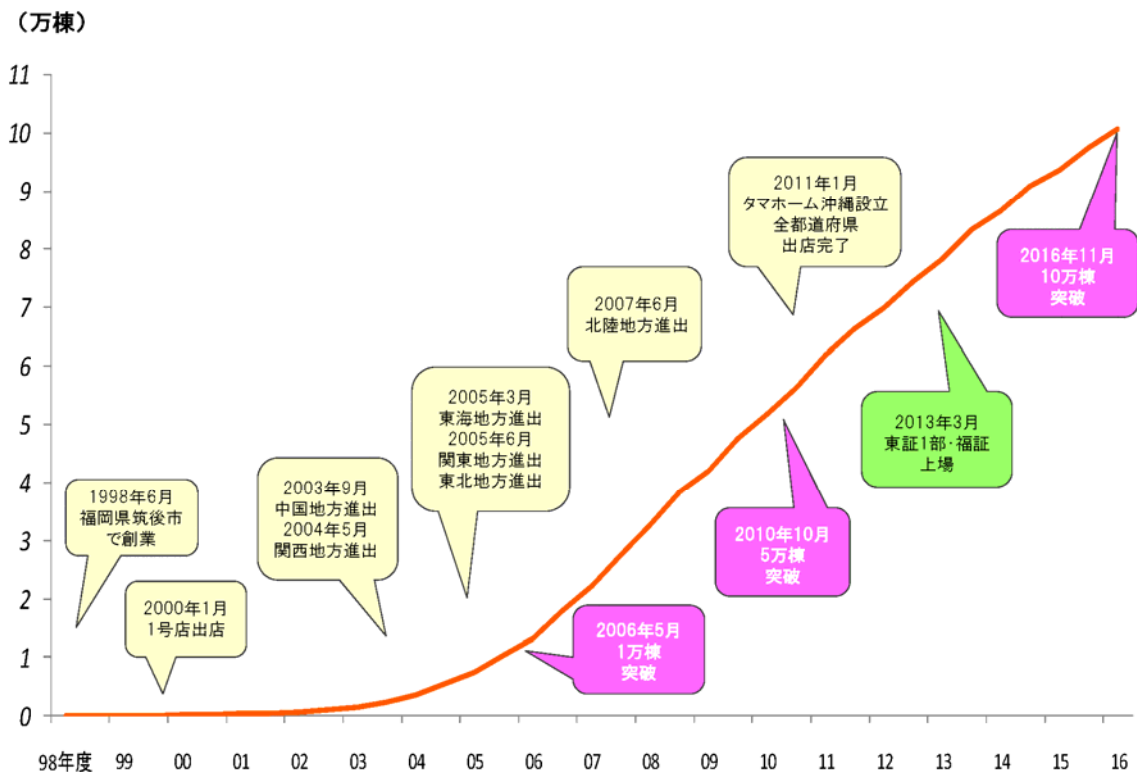 （万棟）
11
10
9
8
7
6
5
4
3
2
1
0
1998年6月
福岡県筑後市
で創業
2000年1月
1号店出店
2003年9月
中国地方進出
2004年5月
関西地方進出
2005年3月
東海地方進出
2005年6月
関東地方進出
東北地方進出
2006年5月
1万棟
突破
2007年6月
北陸地方進出
2010年10月
5万棟
突破
2011年1月
タマホーム沖縄設立
全都道府県
出店完了
2013年3月
東証1部・福証
上場
2016年11月
10万棟
突破
98年度 99 00 01 02 03 04 05 06 07 08 09 10 11 12 13 14 15 16